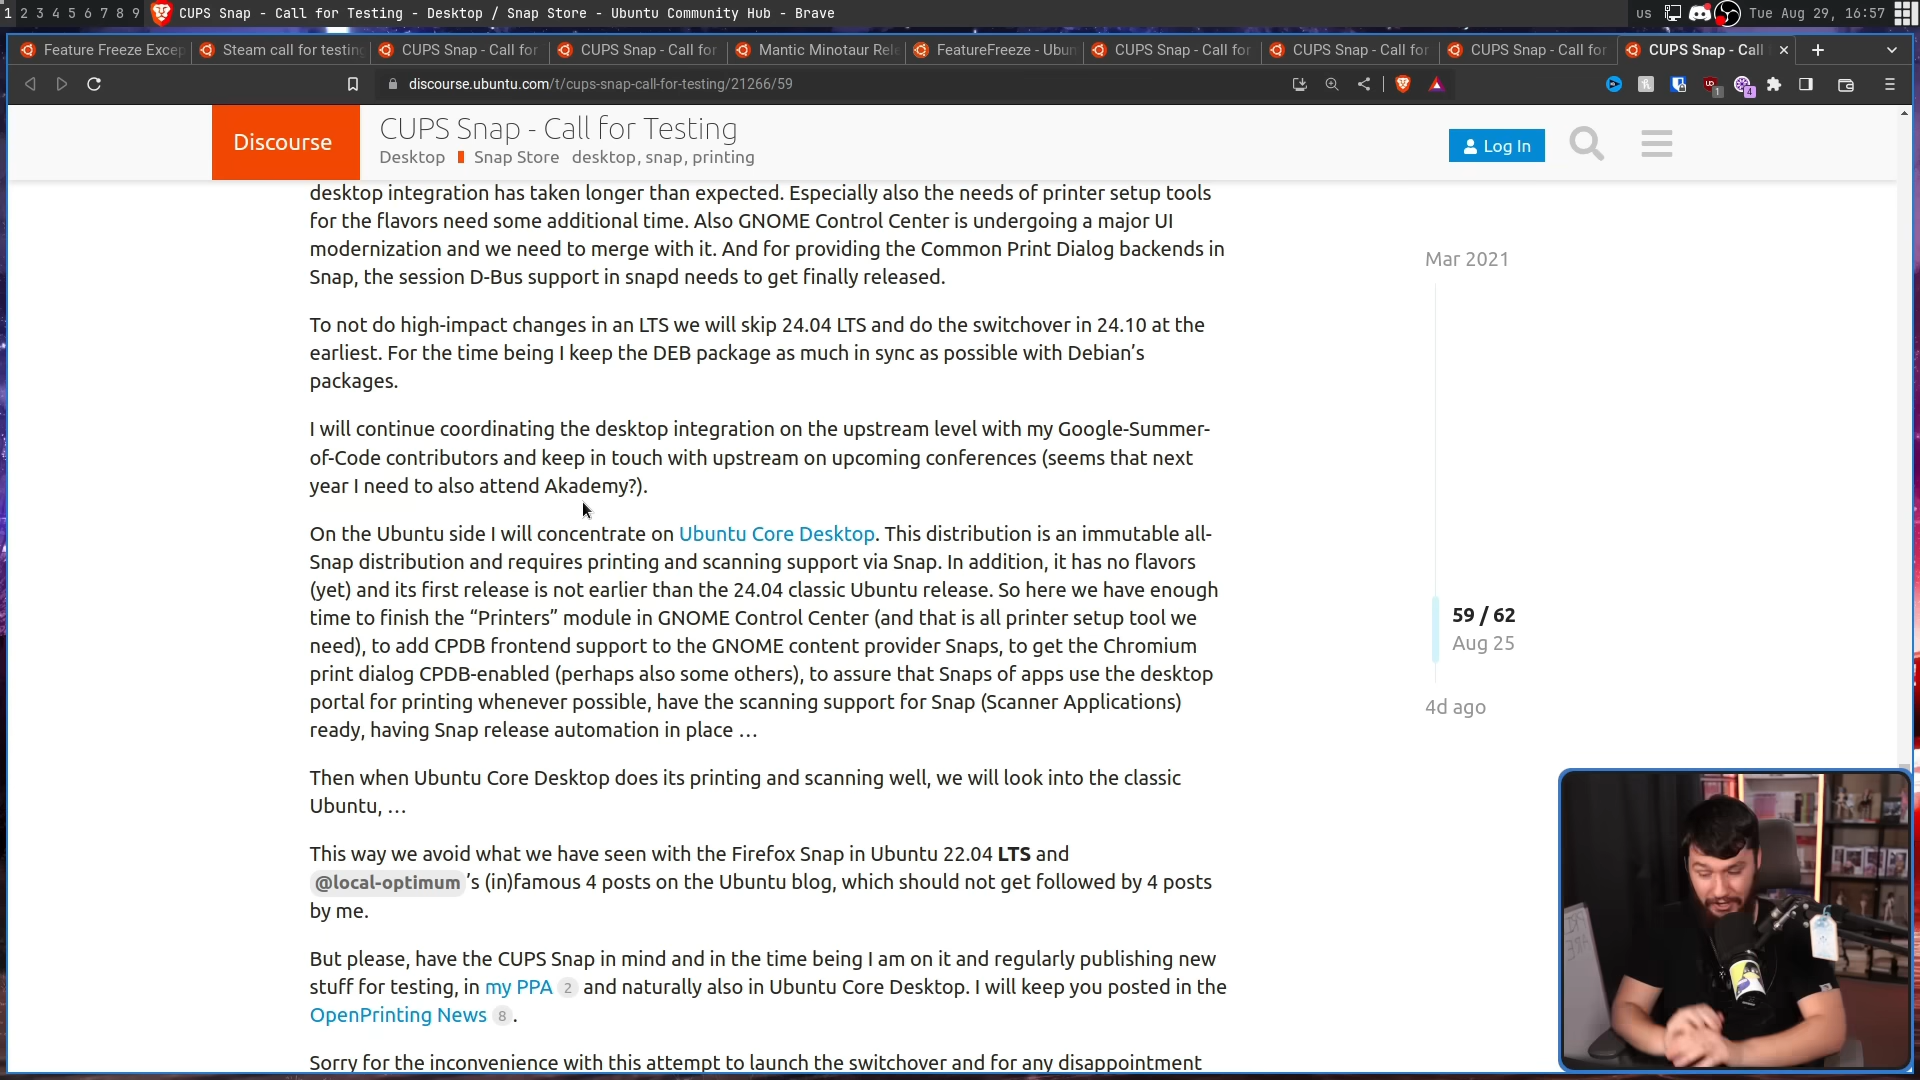 1 2 3 4 5 6 7 8 9 CUPS Snap - Call for Testing - Desktop / Snap Store - Ubuntu Community Hub - Brave us Tue Aug 29, 16:57
Feature Freeze Excep Steam call for testin CUPS Snap - Call for CUPS Snap - Call for Mantic Minotaur Rel FeatureFreeze - Ubun CUPS Snap - Call for CUPS Snap - Call for CUPS Snap - Call for CUPS Snap - Call
discourse.ubuntu.com/t/cups-snap-call-for-testing/21266/59 1 4
Discourse
CUPS Snap - Call for Testing
Desktop Snap Store desktop, snap, printing
Log In
desktop integration has taken longer than expected. Especially also the needs of printer setup tools
for the flavors need some additional time. Also GNOME Control Center is undergoing a major UI
modernization and we need to merge with it. And for providing the Common Print Dialog backends in
Snap, the session D-Bus support in snapd needs to get finally released.
To not do high-impact changes in an LTS we will skip 24.04 LTS and do the switchover in 24.10 at the
earliest. For the time being I keep the DEB package as much in sync as possible with Debian’s
packages.
I will continue coordinating the desktop integration on the upstream level with my Google-Summer-
of-Code contributors and keep in touch with upstream on upcoming conferences (seems that next
year I need to also attend Akademy?).
On the Ubuntu side I will concentrate on Ubuntu Core Desktop. This distribution is an immutable all-
Snap distribution and requires printing and scanning support via Snap. In addition, it has no flavors
(yet) and its first release is not earlier than the 24.04 classic Ubuntu release. So here we have enough
time to finish the “Printers” module in GNOME Control Center (and that is all printer setup tool we
need), to add CPDB frontend support to the GNOME content provider Snaps, to get the Chromium
print dialog CPDB-enabled (perhaps also some others), to assure that Snaps of apps use the desktop
portal for printing whenever possible, have the scanning support for Snap (Scanner Applications)
ready, having Snap release automation in place …
Then when Ubuntu Core Desktop does its printing and scanning well, we will look into the classic
Ubuntu, …
This way we avoid what we have seen with the Firefox Snap in Ubuntu 22.04 LTS and
@local-optimum’s (in)famous 4 posts on the Ubuntu blog, which should not get followed by 4 posts
by me.
But please, have the CUPS Snap in mind and in the time being I am on it and regularly publishing new
stuff for testing, in my PPA 2 and naturally also in Ubuntu Core Desktop. I will keep you posted in the
OpenPrinting News 8.
Sorry for the inconvenience with this attempt to launch the switchover and for any disappointment
Mar 2021
59 / 62
Aug 25
4d ago